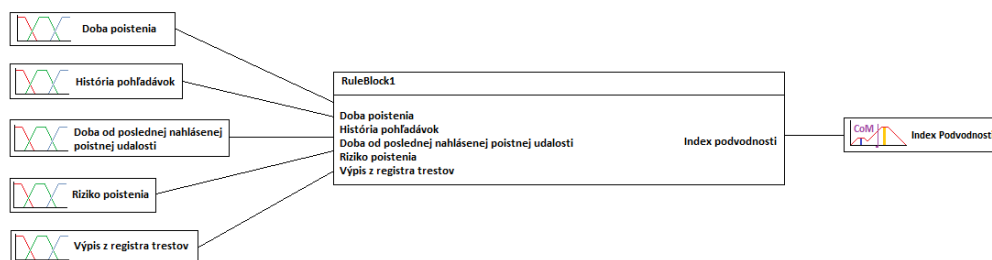 Doba poistenia
História pohľadávok
Doba od poslednej nahlásenej
poistnej udalosti
Riziko poistenia
Výpis z registra trestov
RuleBlock1
Doba poistenia
História pohľadávok
Doba od poslednej nahlásenej poistnej udalosti
Riziko poistenia
Výpis z registra trestov
Index podvodnosti
CoM
Index Podvodnosti